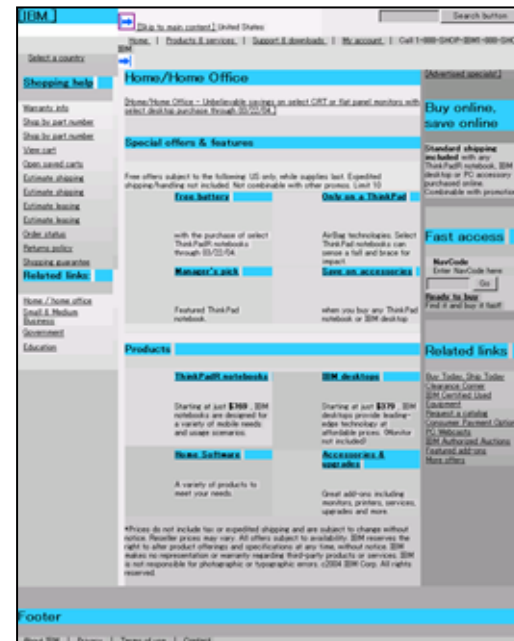 IBM ]
Search button
[Skip to main content] United States
Home | Products & services | Support & downloads | My account | Call 1-888-SHOP-IBM
IBM
Select a country
Shopping help
Warranty info
Shop by part number
Shop by part number
View cart
Open saved carts
Estimate shipping
Estimate shipping
Estimate leasing
Estimate leasing
Order status
Returns policy
Shopping guarantee
Related links:
Home / home office
Small & Medium
Business
Government
Education
Home/Home Office
[Home/Home Office - Unbelievable savings on select CRT or flat panel monitors with
select desktop purchase through 03/22/04.]
Special offers & features
Free offers subject to the following: US only, while supplies last. Expedited
shipping/handling not included. Not combinable with other promos. Limit 10
Free battery
with the purchase of select
ThinkPadR notebooks
through 03/22/04.
Only on a ThinkPad
AirBag technologies. Select
ThinkPad notebooks can
sense a fall and brace for
impact.
Manager's pick
Featured ThinkPad
notebook.
Save on accessories
when you buy any ThinkPad
notebook or IBM desktop
Products
ThinkPadR notebooks
Starting at just $769 , IBM
notebooks are designed for
a variety of mobile needs
and usage scenarios.
IBM desktops
Starting at just $379 , IBM
desktops provide leading-
edge technology at
affordable prices. (Monitor
not included)
Home Software
A variety of products to
meet your needs.
Accessories &
upgrades
Great add-ons including
monitors, printers, services,
upgrades and more.
*Prices do not include tax or expedited shipping and are subject to change without
notice. Reseller prices may vary. All offers subject to availability. IBM reserves the
right to alter product offerings and specifications at any time, without notice. IBM
makes no representation or warranty regarding third-party products or services. IBM
is not responsible for photographic or typographic errors. c2004 IBM Corp. All rights
reserved.
[Advertised specials!]
Buy online,
save online
Standard shipping
included with any
ThinkPad notebook, IBM
desktop or PC accessory
purchased online.
Combinable with promotion
Fast access
NavCode
Enter NavCode here:
Go
Ready to buy
Find it and buy it fast!
Related links
Buy Today, Ship Today
Clearance Corner
IBM Certified Used
Equipment
Request a catalog
Consumer Payment Option
PC Webcasts
IBM Authorized Auctions
Featured add-ons
More offers
Footer
About IBM | Privacy | Terms of use | Contact